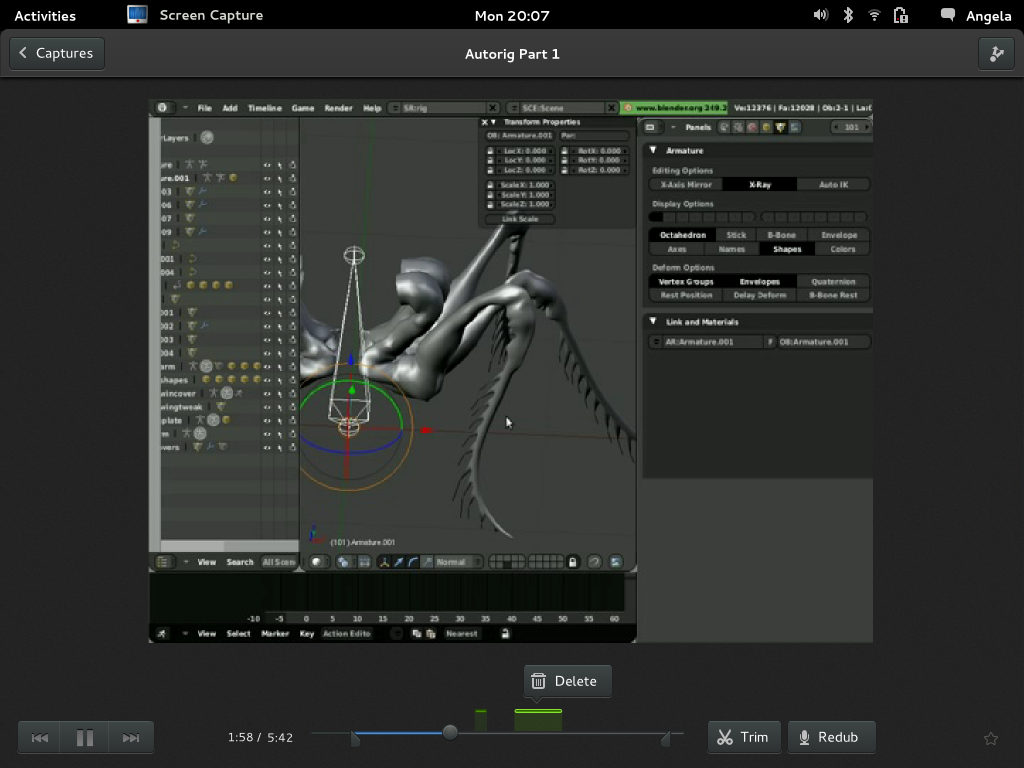 Activities Screen Capture Mon 20:07 Angela
Captures Autorig Part 1
File Add Timeline Game Render Help SR:rig SCE:Scene www.blender.org 249.2 Ve:12376 | Fa:12028 | Ob:2-1 | La:
Transform Properties
OB: Armature.001 Par:
LocX: 0.000 RotX: 0.000
LocY: 0.000 RotY: 0.000
LocZ: 0.000 RotZ: 0.000
ScaleX: 1.000
ScaleY: 1.000
ScaleZ: 1.000
Link Scale
Panels 101
Armature
Editing Options
X-Axis Mirror X-Ray Auto IK
Display Options
Octahedron Stick B-Bone Envelope
Axes Names Shapes Colors
Deform Options
Vertex Groups Envelopes Quaternion
Rest Position Delay Deform B-Bone Rest
Link and Materials
AR:Armature.001 F OB:Armature.001
rLayers
ure
ure.001
03
06
07
09
001
004
001
002
003
004
arm
shapes
wincover
wingtweak
plate
m
overs
(101) Armature.001
View Search All Scen
Normal
-10 -5 0 5 10 15 20 25 30 35 40 45 50 55 60
View Select Marker Key Action Edito Nearest
Delete
1:58 / 5:42 Trim Redub